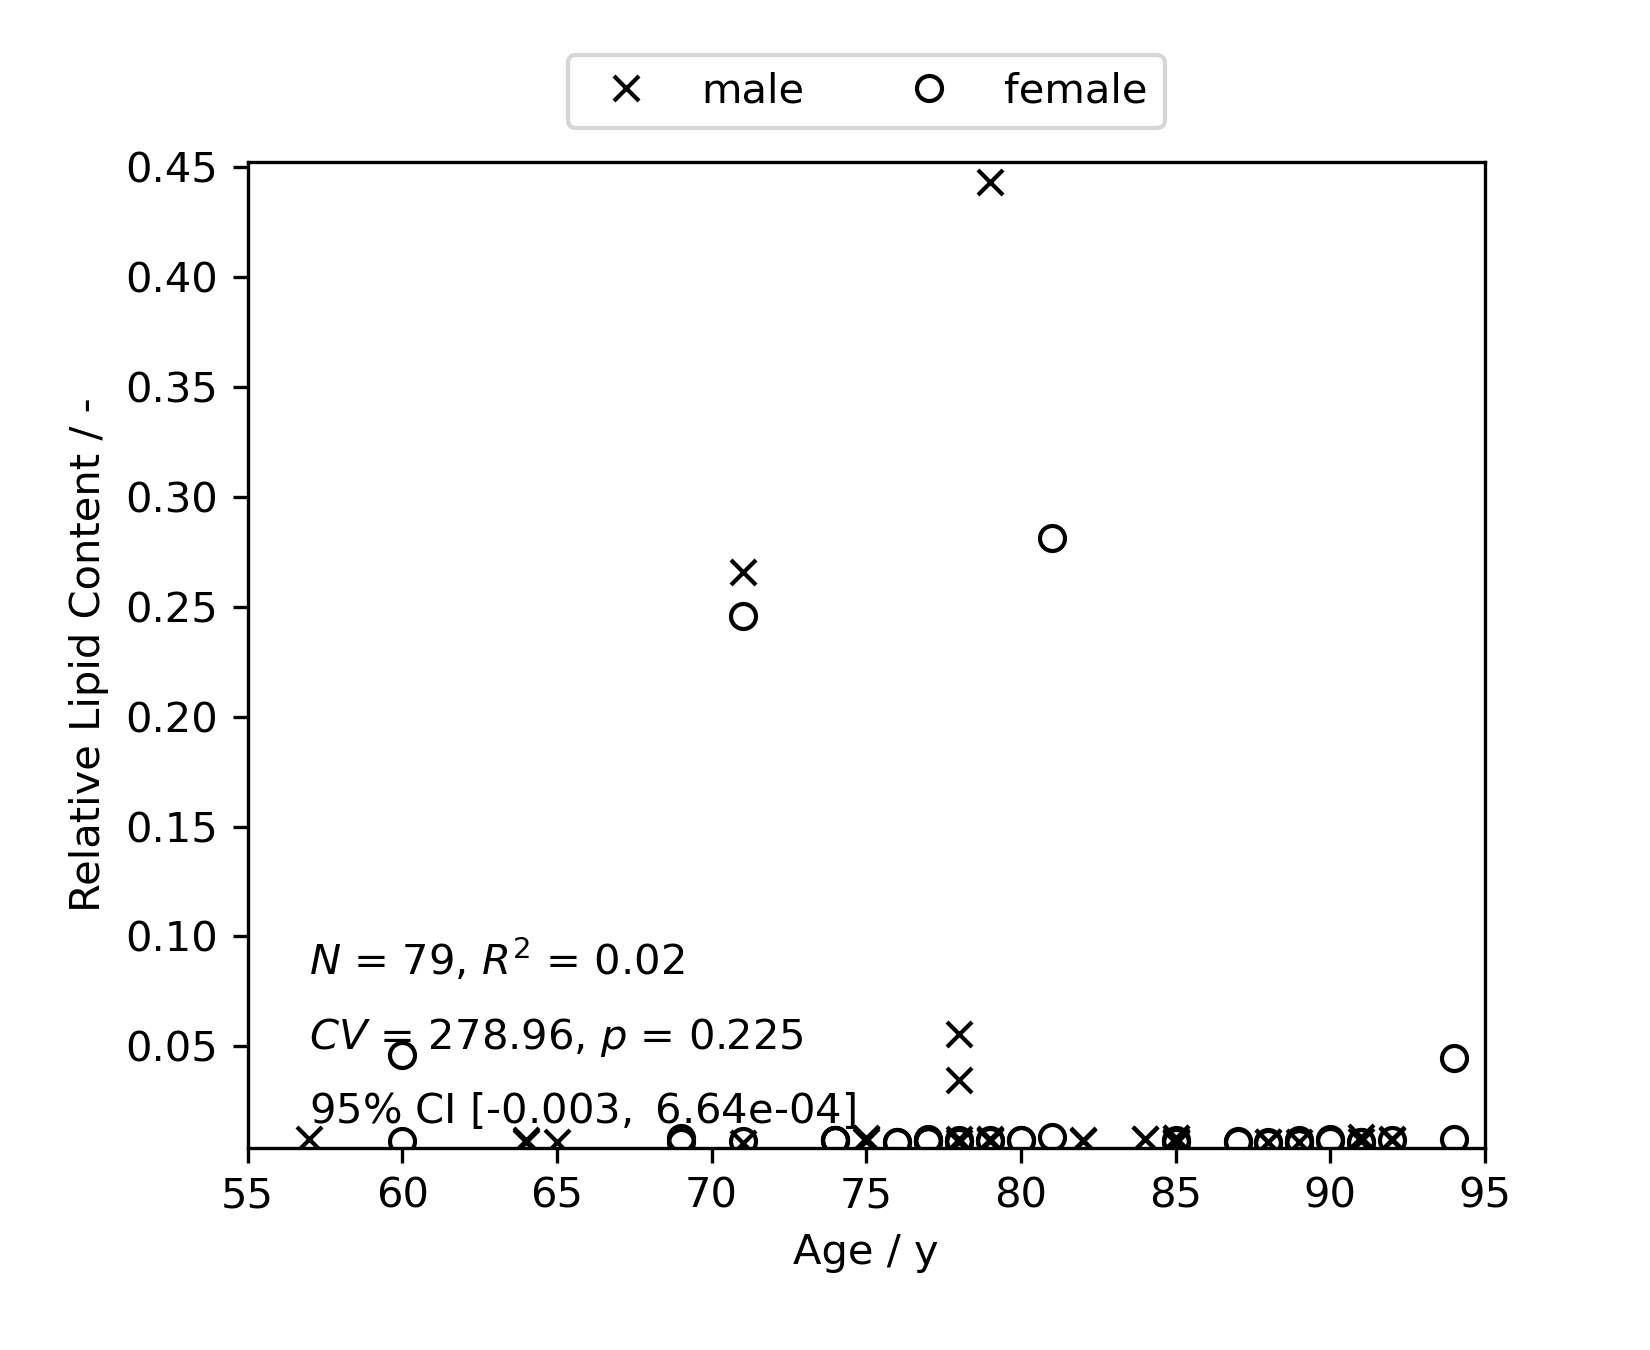 male female
0.45
0.40
0.35
0.30
0.25
0.20
0.15
0.10
0.05
Relative Lipid Content / -
N = 79, R² = 0.02
CV = 278.96, p = 0.225
95% CI [-0.003, 6.64e-04]
55 60 65 70 75 80 85 90 95
Age / y